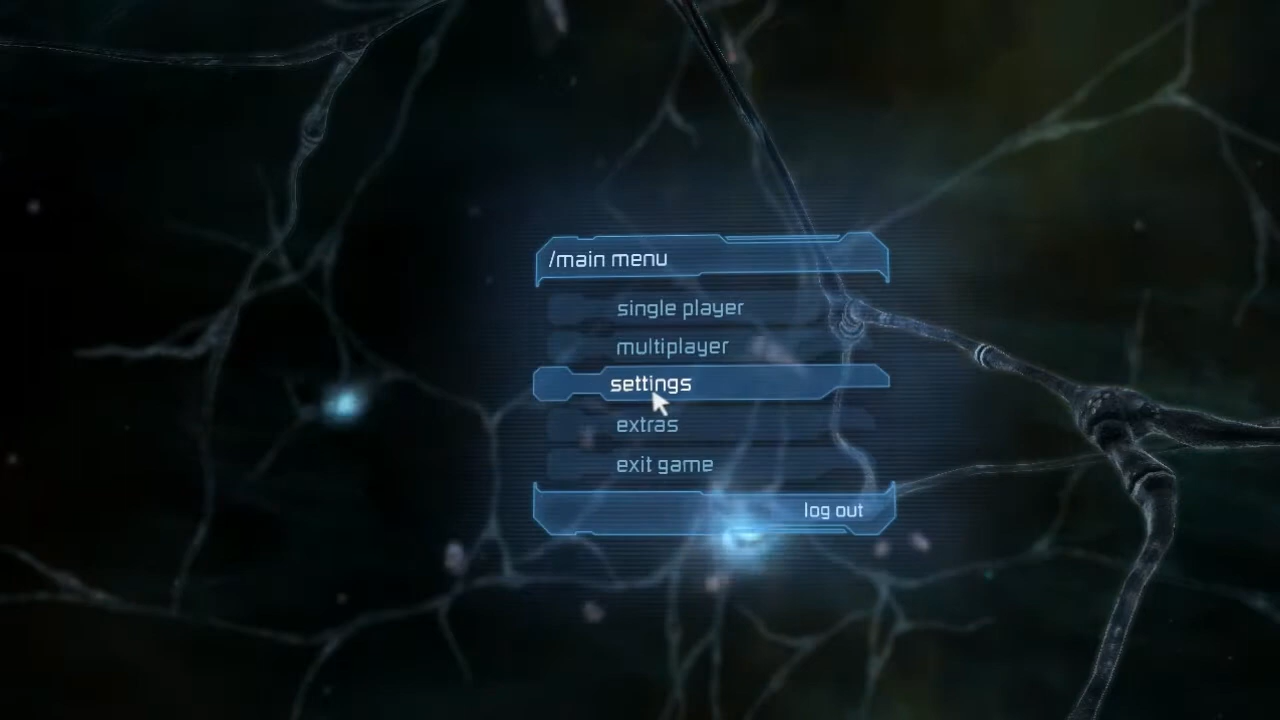 /main menu
single player
multiplayer
settings
extras
exit game
log out